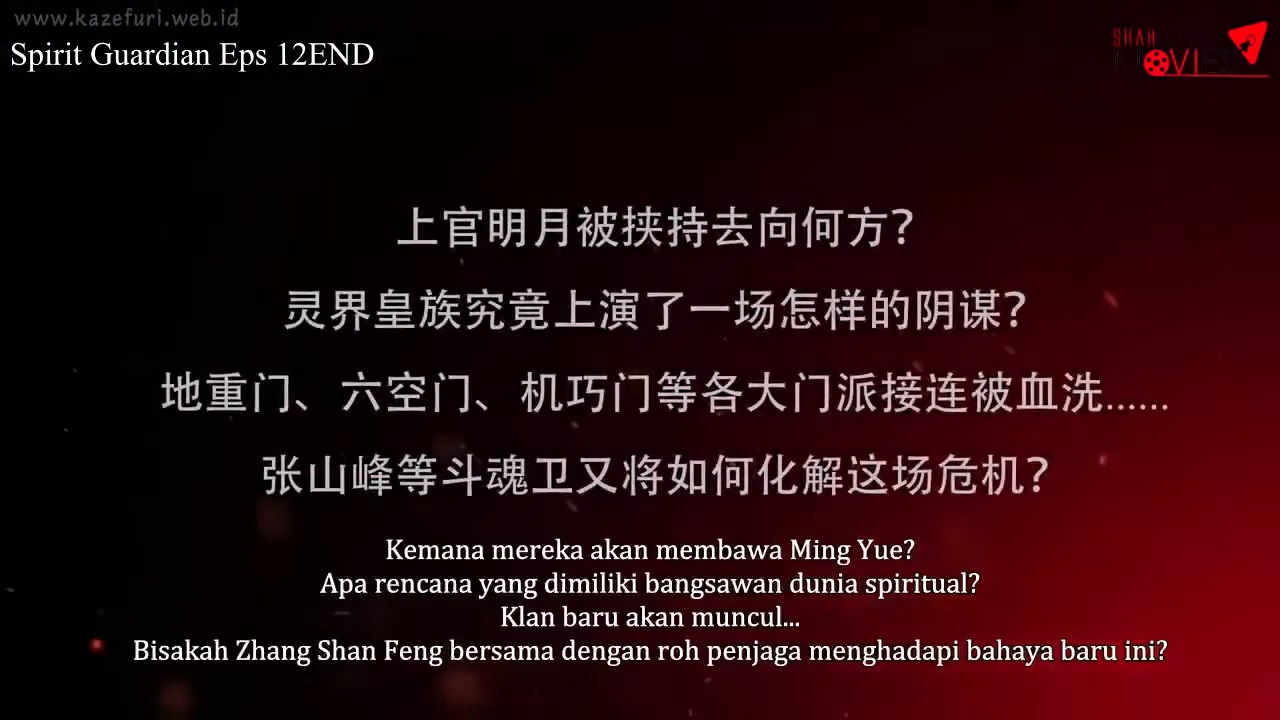 www.kazefuri.web.id
Spirit Guardian Eps 12END
SHAH
MOVIES
上官明月被挟持去向何方？
灵界皇族究竟上演了一场怎样的阴谋？
地重门、六空门、机巧门等各大门派接连被血洗......
张山峰等斗魂卫又将如何化解这场危机？
Kemana mereka akan membawa Ming Yue?
Apa rencana yang dimiliki bangsawan dunia spiritual?
Klan baru akan muncul...
Bisakah Zhang Shan Feng bersama dengan roh penjaga menghadapi bahaya baru ini?